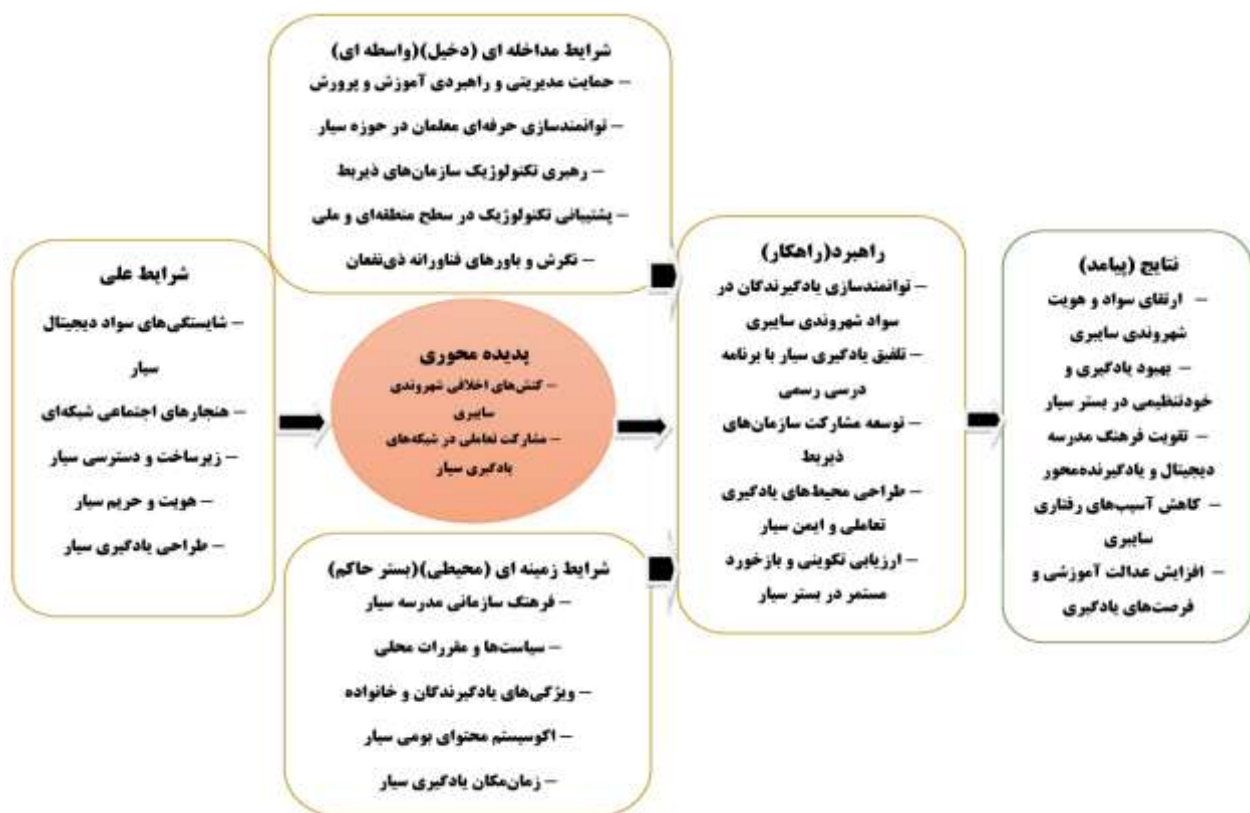 شرایط مداخله ای (دخیل)(واسطه ای)
– حمایت مدیریتی و راهبردی آموزش و پرورش
– توانمندسازی حرفه‌ای معلمان در حوزه سیار
– رهبری تکنولوژیک سازمان‌های ذیربط
– پشتیبانی تکنولوژیک در سطح منطقه‌ای و ملی
– نگرش و باورهای فناورانه ذی‌نفعان
شرایط علی
– شایستگی‌های سواد دیجیتال
سیار
– هنجارهای اجتماعی شبکه‌ای
– زیرساخت و دسترسی سیار
– هویت و حریم سیار
– طراحی یادگیری سیار
پدیده محوری
– کنش‌های اخلاقی شهروندی
سایبری
– مشارکت تعاملی در شبکه‌های
یادگیری سیار
شرایط زمینه ای (محیطی)(بستر حاکم)
– فرهنگ سازمانی مدرسه سیار
– سیاست‌ها و مقررات محلی
– ویژگی‌های یادگیرندگان و خانواده
– اکوسیستم محتوای بومی سیار
– زمان‌مکان یادگیری سیار
راهبرد(راهکار)
– توانمندسازی یادگیرندگان در
سواد شهروندی سایبری
– تلفیق یادگیری سیار با برنامه
درسی رسمی
– توسعه مشارکت سازمان‌های
ذیربط
– طراحی محیط‌های یادگیری
تعاملی و ایمن سیار
– ارزیابی تکوینی و بازخورد
مستمر در بستر سیار
نتایج (پیامد)
– ارتقای سواد و هویت
شهروندی سایبری
– بهبود یادگیری و
خودتنظیمی در بستر سیار
– تقویت فرهنگ مدرسه
دیجیتال و یادگیرنده‌محور
– کاهش آسیب‌های رفتاری
سایبری
– افزایش عدالت آموزشی و
فرصت‌های یادگیری